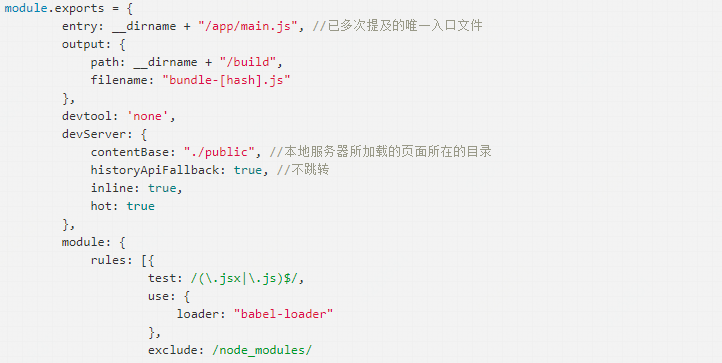 module.exports = {
entry: __dirname + "/app/main.js", //已多次提及的唯一入口文件
output: {
path: __dirname + "/build",
filename: "bundle-[hash].js"
},
devtool: 'none',
devServer: {
contentBase: "./public", //本地服务器所加载的页面所在的目录
historyApiFallback: true, //不跳转
inline: true,
hot: true
},
module: {
rules: [{
test: /(\.jsx|\.js)$/,
use: {
loader: "babel-loader"
},
exclude: /node_modules/